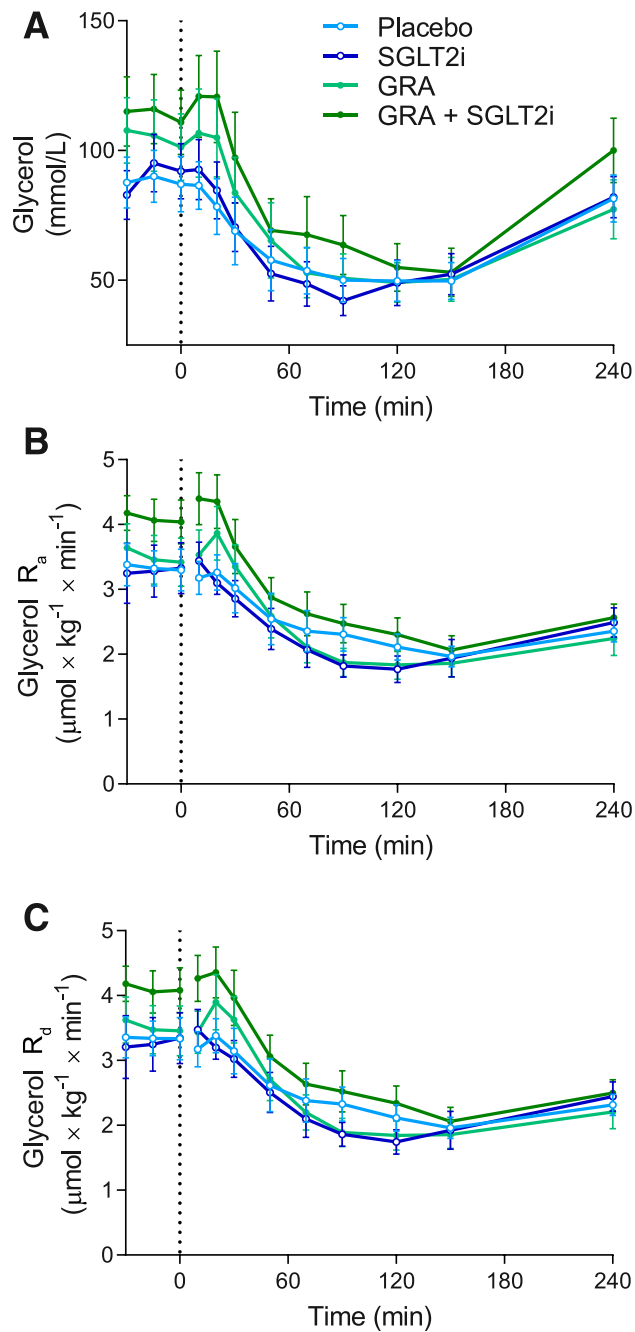 A
Placebo
SGLT2i
GRA
GRA + SGLT2i
Glycerol
(mmol/L)
150
100
50
0
60
120
180
240
Time (min)
B
Glycerol Rₐ
(μmol × kg⁻¹ × min⁻¹)
5
4
3
2
1
0
0
60
120
180
240
Time (min)
C
Glycerol R_d
(μmol × kg⁻¹ × min⁻¹)
5
4
3
2
1
0
0
60
120
180
240
Time (min)